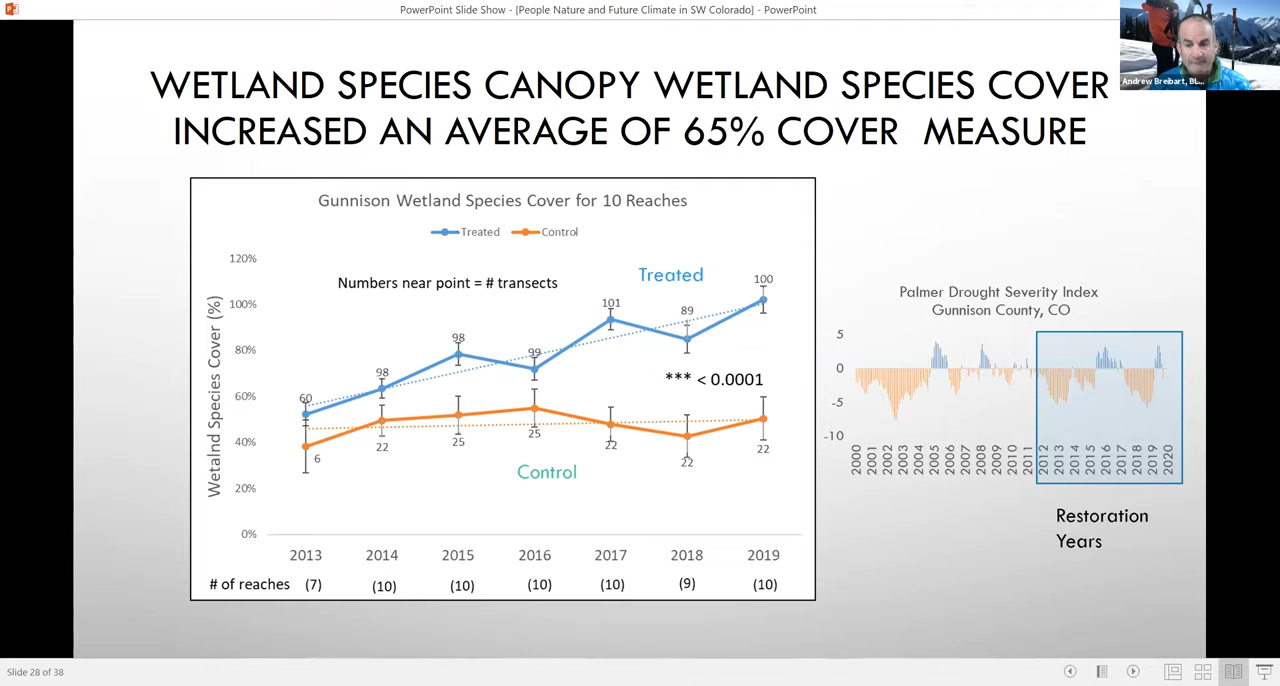 PowerPoint Slide Show - [People Nature and Future Climate in SW Colorado] - PowerPoint
Andrew Breibart, BL...
WETLAND SPECIES CANOPY WETLAND SPECIES COVER
INCREASED AN AVERAGE OF 65% COVER MEASURE
Gunnison Wetland Species Cover for 10 Reaches
Treated Control
Numbers near point = # transects
Treated
*** < 0.0001
Control
Wetalnd Species Cover (%)
120%
100%
80%
60%
40%
20%
0%
60 98 98 99 101 89 100
6 22 25 25 22 22 22
2013 2014 2015 2016 2017 2018 2019
# of reaches (7) (10) (10) (10) (10) (9) (10)
Palmer Drought Severity Index
Gunnison County, CO
5
0
-5
-10
2000 2001 2002 2003 2004 2005 2006 2007 2008 2009 2010 2011 2012 2013 2014 2015 2016 2017 2018 2019 2020
Restoration
Years
Slide 28 of 38